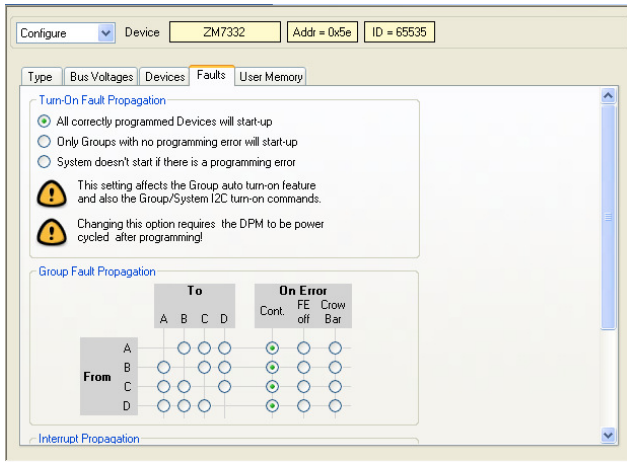 Configure Device ZM7332 Addr = 0x5e ID = 65535
Type Bus Voltages Devices Faults User Memory
Turn-On Fault Propagation
All correctly programmed Devices will start-up
Only Groups with no programming error will start-up
System doesn't start if there is a programming error
This setting affects the Group auto turn-on feature
and also the Group/System I2C turn-on commands.
Changing this option requires the DPM to be power
cycled after programming!
Group Fault Propagation
To On Error
A B C D Cont. FE off Crow Bar
A
B
From
C
D
Interrupt Propagation